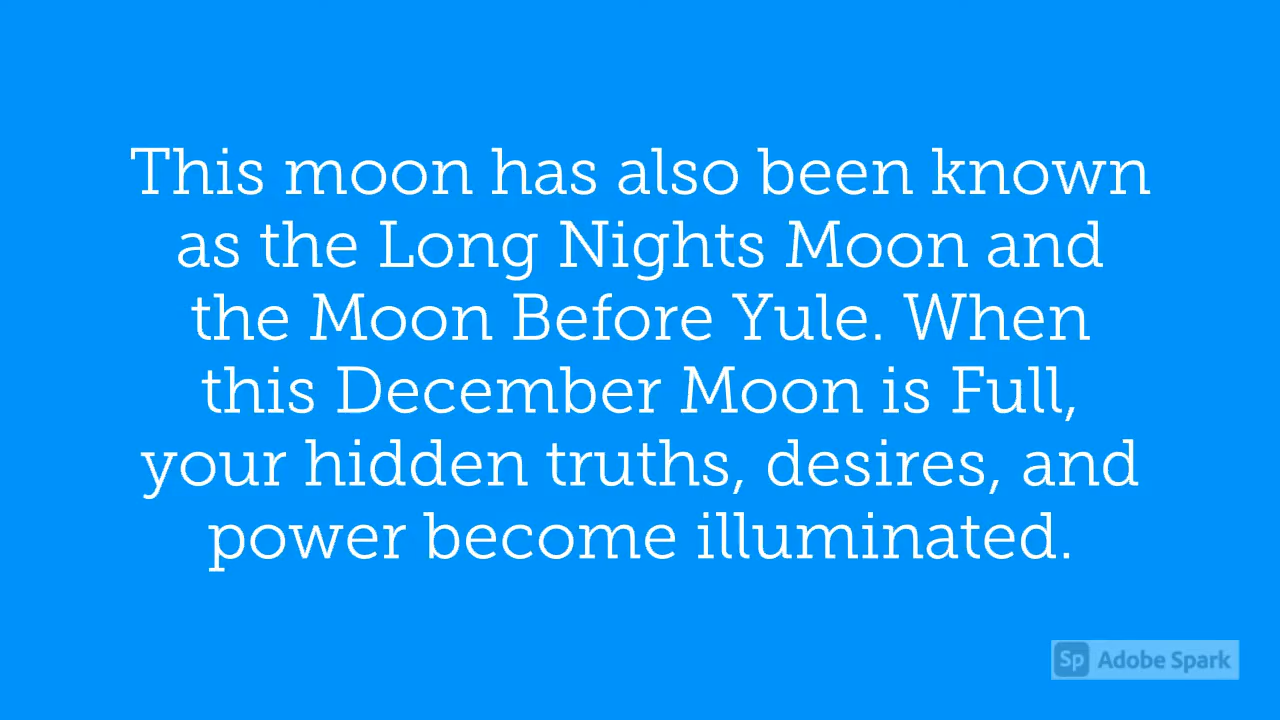 This moon has also been known
as the Long Nights Moon and
the Moon Before Yule. When
this December Moon is Full,
your hidden truths, desires, and
power become illuminated.
Sp Adobe Spark